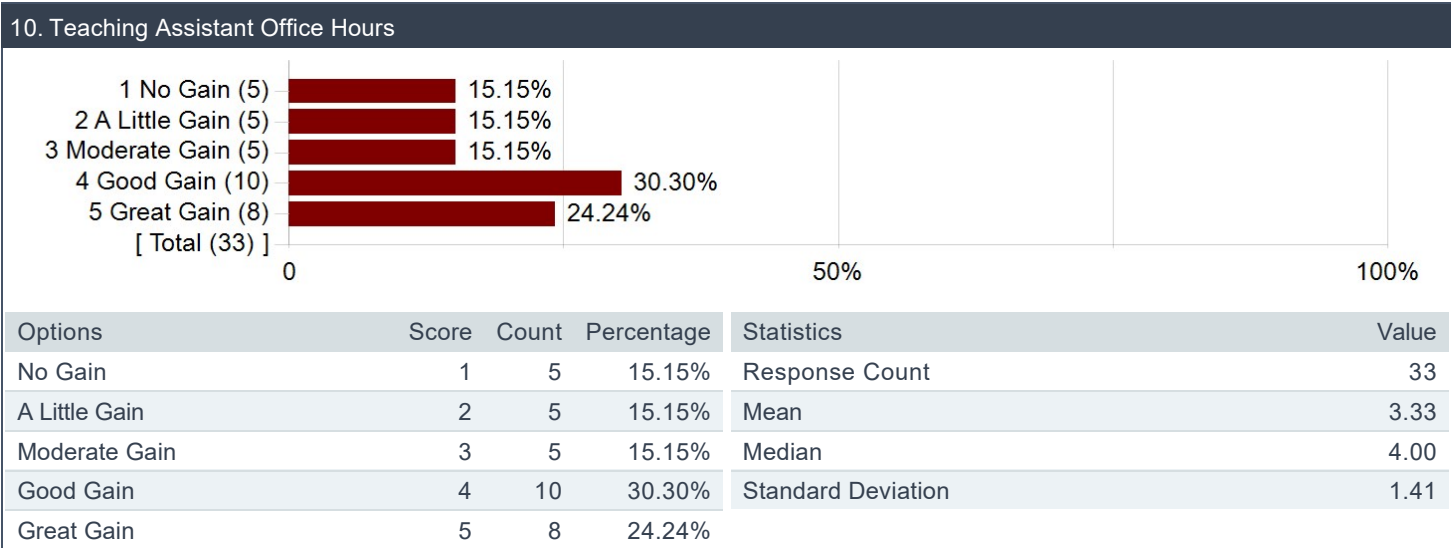 10. Teaching Assistant Office Hours
1 No Gain (5) 15.15%
2 A Little Gain (5) 15.15%
3 Moderate Gain (5) 15.15%
4 Good Gain (10) 30.30%
5 Great Gain (8) 24.24%
[ Total (33) ]
0 50% 100%
Options Score Count Percentage
No Gain 1 5 15.15%
A Little Gain 2 5 15.15%
Moderate Gain 3 5 15.15%
Good Gain 4 10 30.30%
Great Gain 5 8 24.24%
Statistics Value
Response Count 33
Mean 3.33
Median 4.00
Standard Deviation 1.41